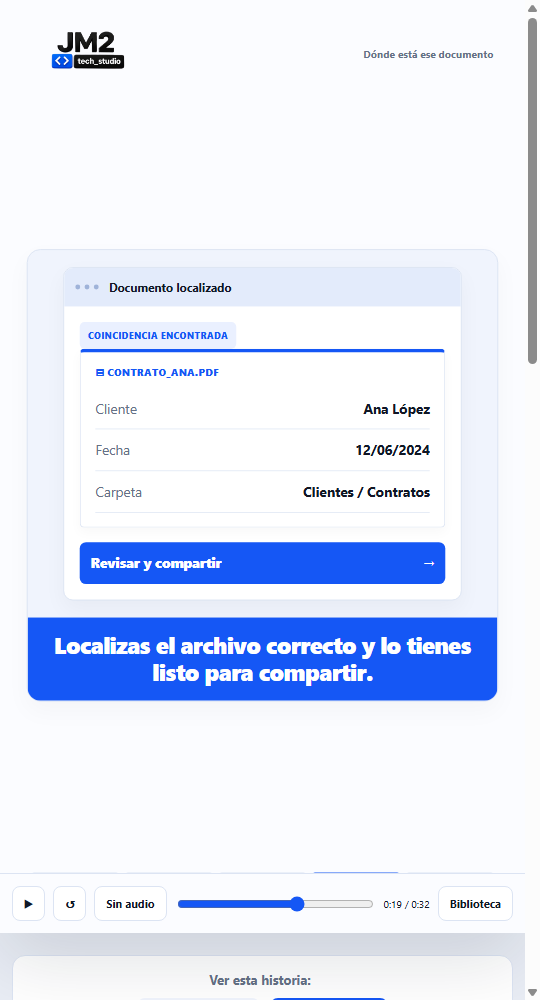 JM2
<> tech_studio
Dónde está ese documento
Documento localizado
COINCIDENCIA ENCONTRADA
CONTRATO_ANA.PDF
Cliente Ana López
Fecha 12/06/2024
Carpeta Clientes / Contratos
Revisar y compartir →
Localizas el archivo correcto y lo tienes
listo para compartir.
Sin audio 0:19 / 0:32 Biblioteca
Ver esta historia: